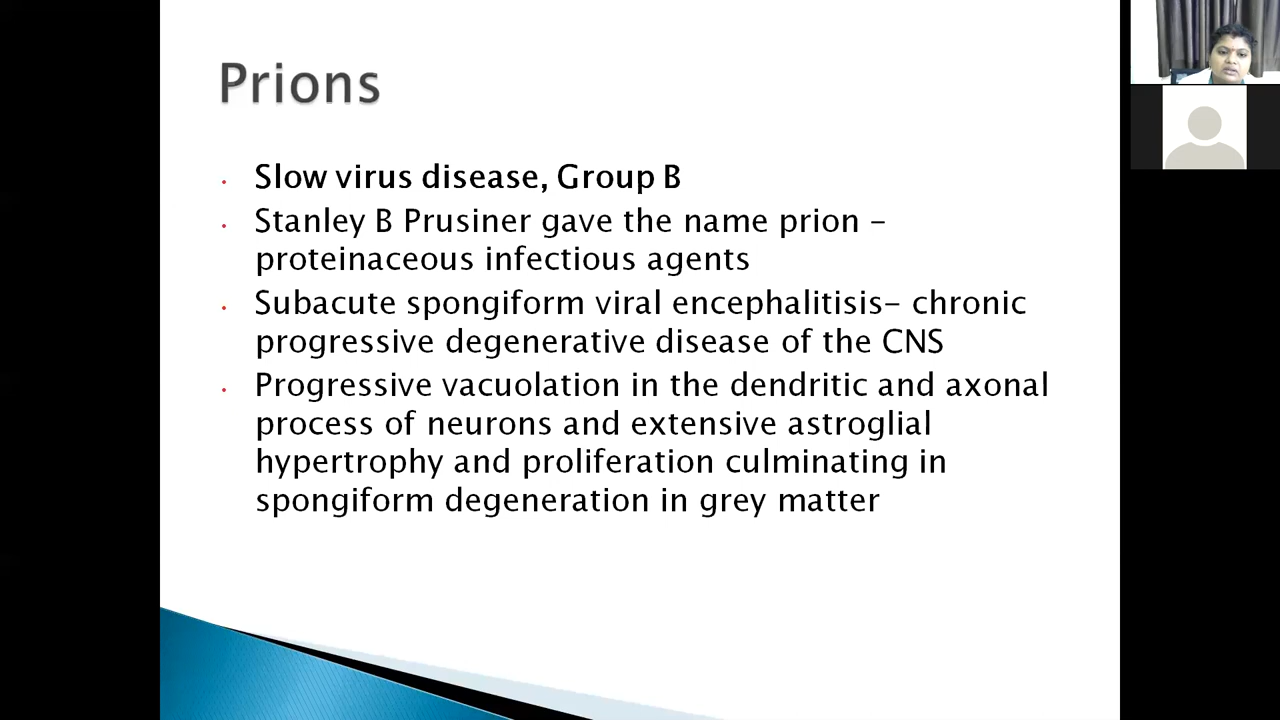 Prions
• Slow virus disease, Group B
• Stanley B Prusiner gave the name prion –
proteinaceous infectious agents
• Subacute spongiform viral encephalitisis– chronic
progressive degenerative disease of the CNS
• Progressive vacuolation in the dendritic and axonal
process of neurons and extensive astroglial
hypertrophy and proliferation culminating in
spongiform degeneration in grey matter